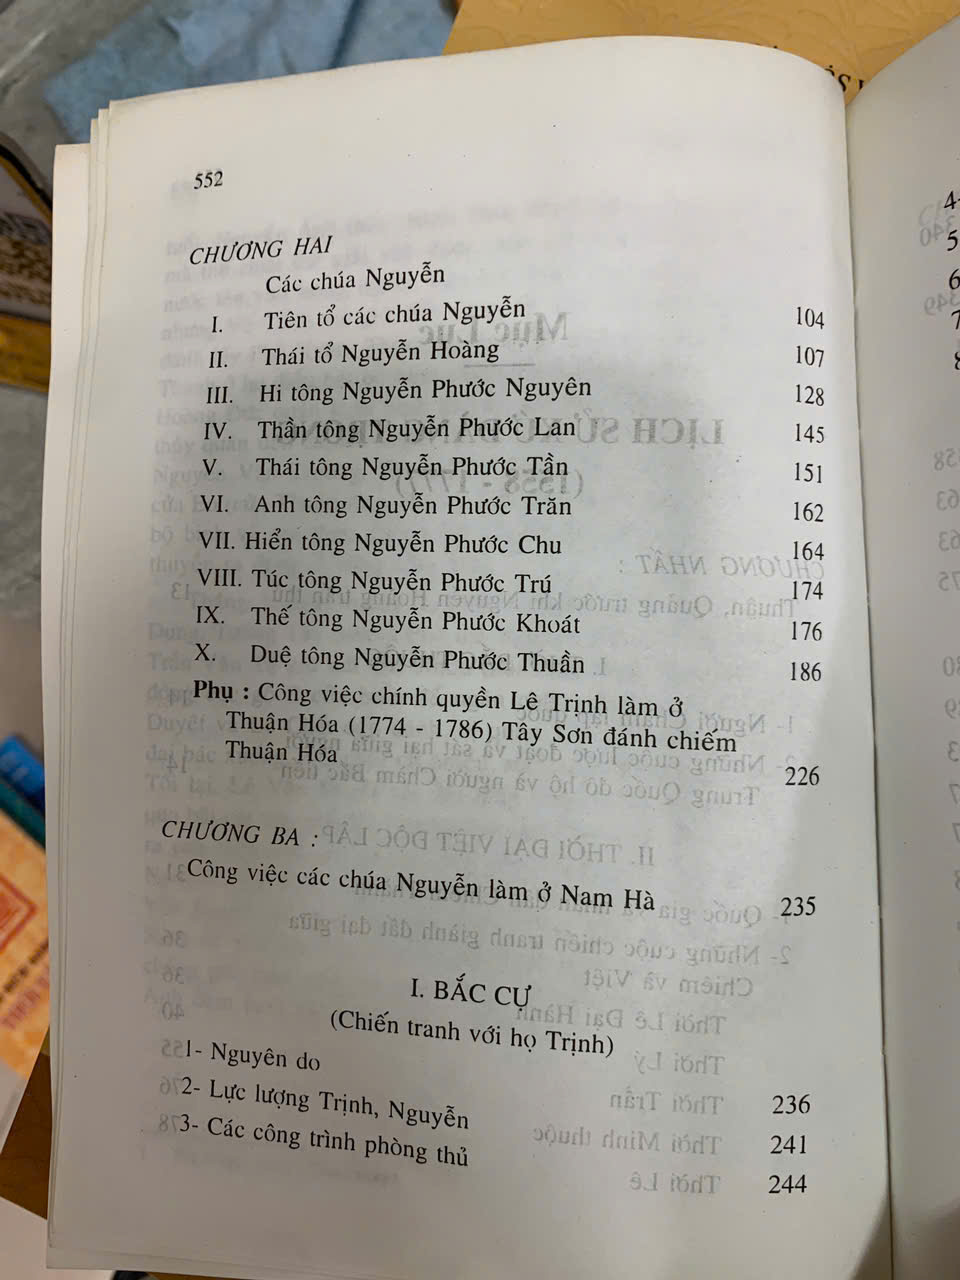 552
CHƯƠNG HAI
Các chúa Nguyễn
I. Tiên tổ các chúa Nguyễn 104
II. Thái tổ Nguyễn Hoàng 107
III. Hi tông Nguyễn Phước Nguyên 128
IV. Thần tông Nguyễn Phước Lan 145
V. Thái tông Nguyễn Phước Tần 151
VI. Anh tông Nguyễn Phước Trăn 162
VII. Hiển tông Nguyễn Phước Chu 164
VIII. Túc tông Nguyễn Phước Trú 174
IX. Thế tông Nguyễn Phước Khoát 176
X. Duệ tông Nguyễn Phước Thuần 186
Phụ : Công việc chính quyền Lê Trịnh làm ở
Thuận Hóa (1774 - 1786) Tây Sơn đánh chiếm
Thuận Hóa 226
CHƯƠNG BA :
Công việc các chúa Nguyễn làm ở Nam Hà 235
I. BẮC CỰ
(Chiến tranh với họ Trịnh)
1- Nguyên do 236
2- Lực lượng Trịnh, Nguyễn 241
3- Các công trình phòng thủ 244